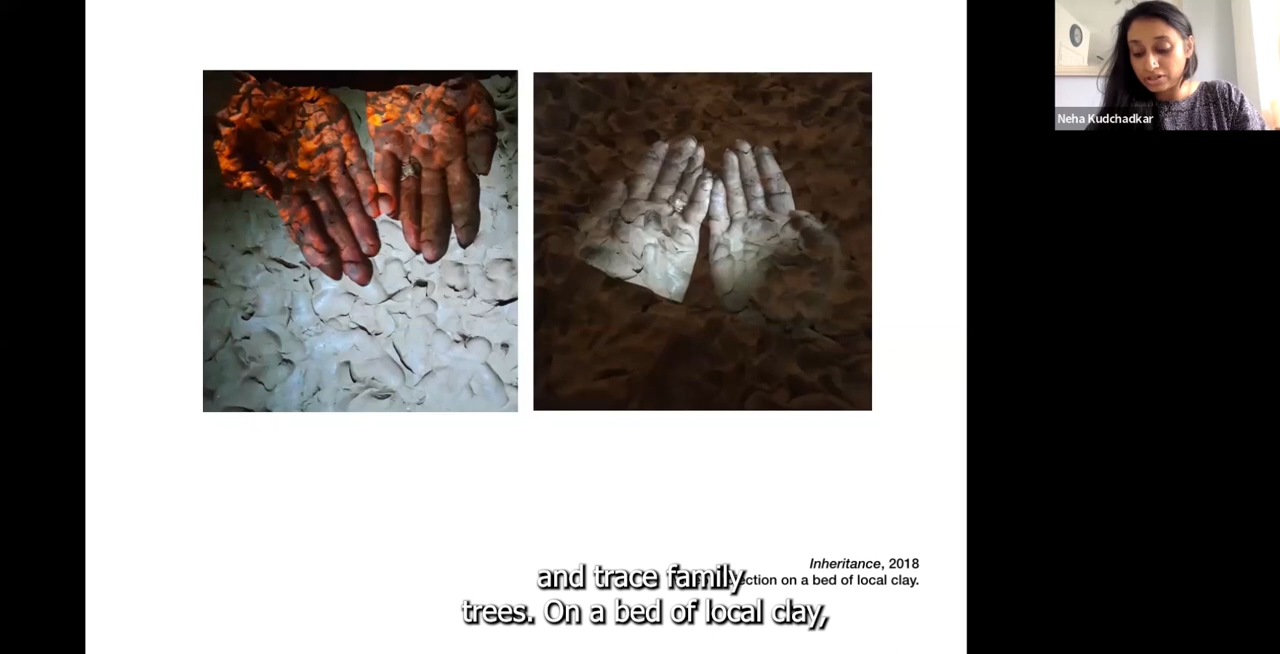 Neha Kudchadkar
Inheritance, 2018
ction on a bed of local clay.
and trace family
trees. On a bed of local clay,